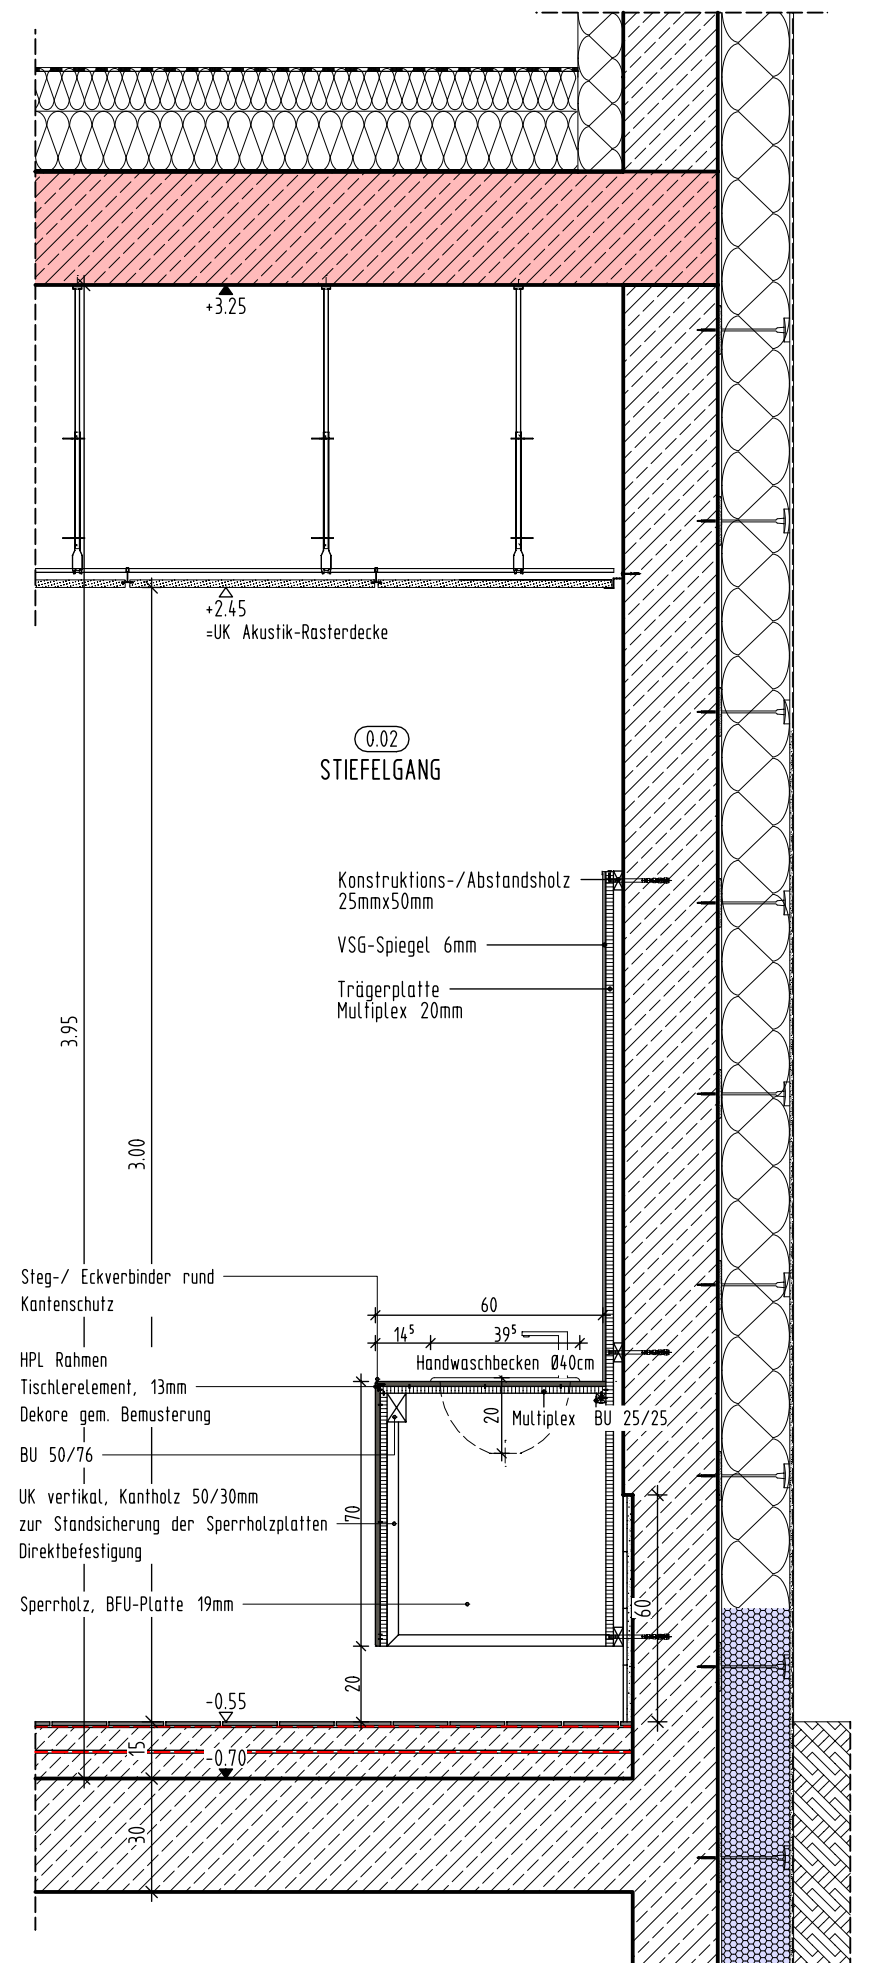 +3.25
+2.45
=UK Akustik-Rasterdecke
0.02
STIEFELGANG
Konstruktions-/Abstandsholz
25mmx50mm
VSG-Spiegel 6mm
Trägerplatte
Multiplex 20mm
3.95
3.00
Steg-/ Eckverbinder rund
Kantenschutz
60
14⁵ 39⁵
HPL Rahmen
Tischlerelement, 13mm
Dekore gem. Bemusterung
Handwaschbecken Ø40cm
20
Multiplex BU 25/25
BU 50/76
UK vertikal, Kantholz 50/30mm
zur Standsicherung der Sperrholzplatten
Direktbefestigung
70
Sperrholz, BFU-Platte 19mm
60
20
-0.55
15
-0.70
30